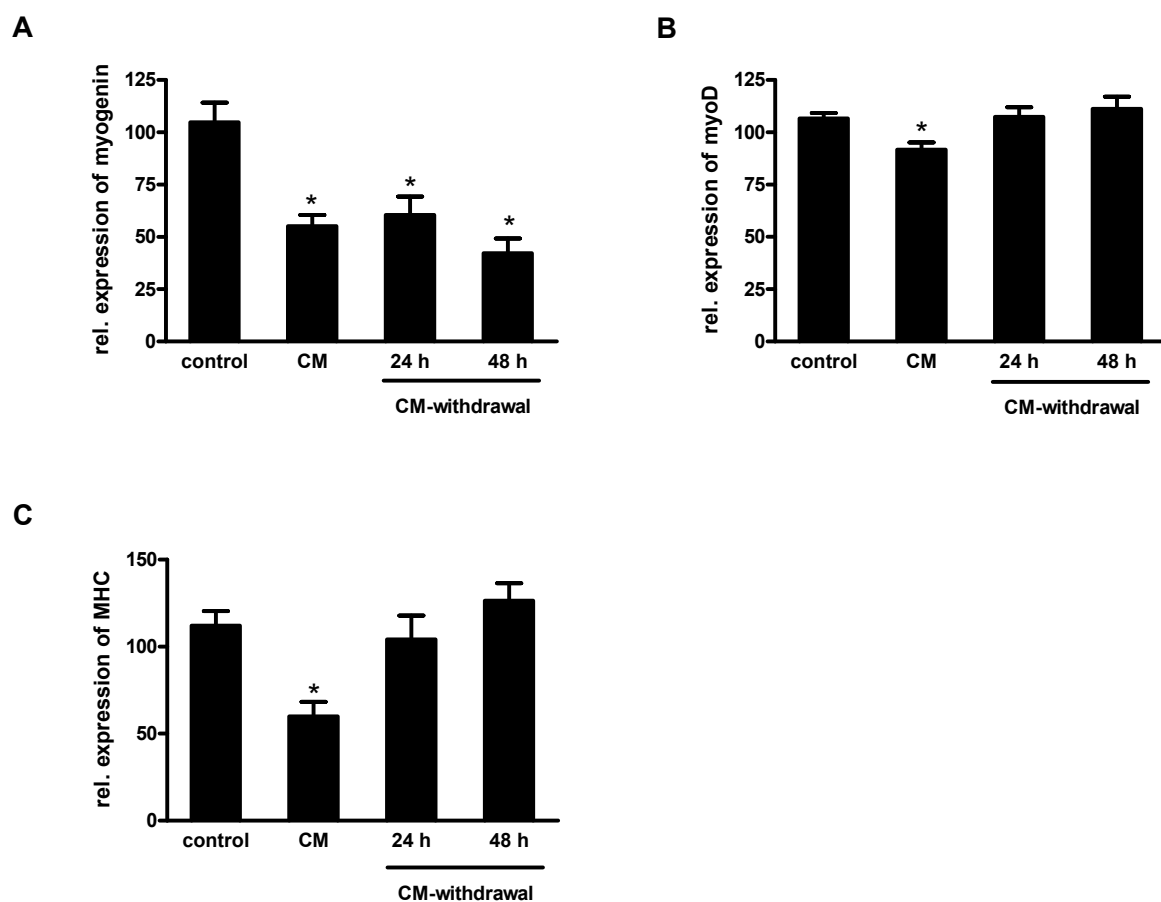 A
rel. expression of myogenin
125
100
75
50
25
0
*
*
*
control CM 24 h 48 h
CM-withdrawal
B
rel. expression of myoD
125
100
75
50
25
0
*
control CM 24 h 48 h
CM-withdrawal
C
rel. expression of MHC
150
100
50
0
*
control CM 24 h 48 h
CM-withdrawal